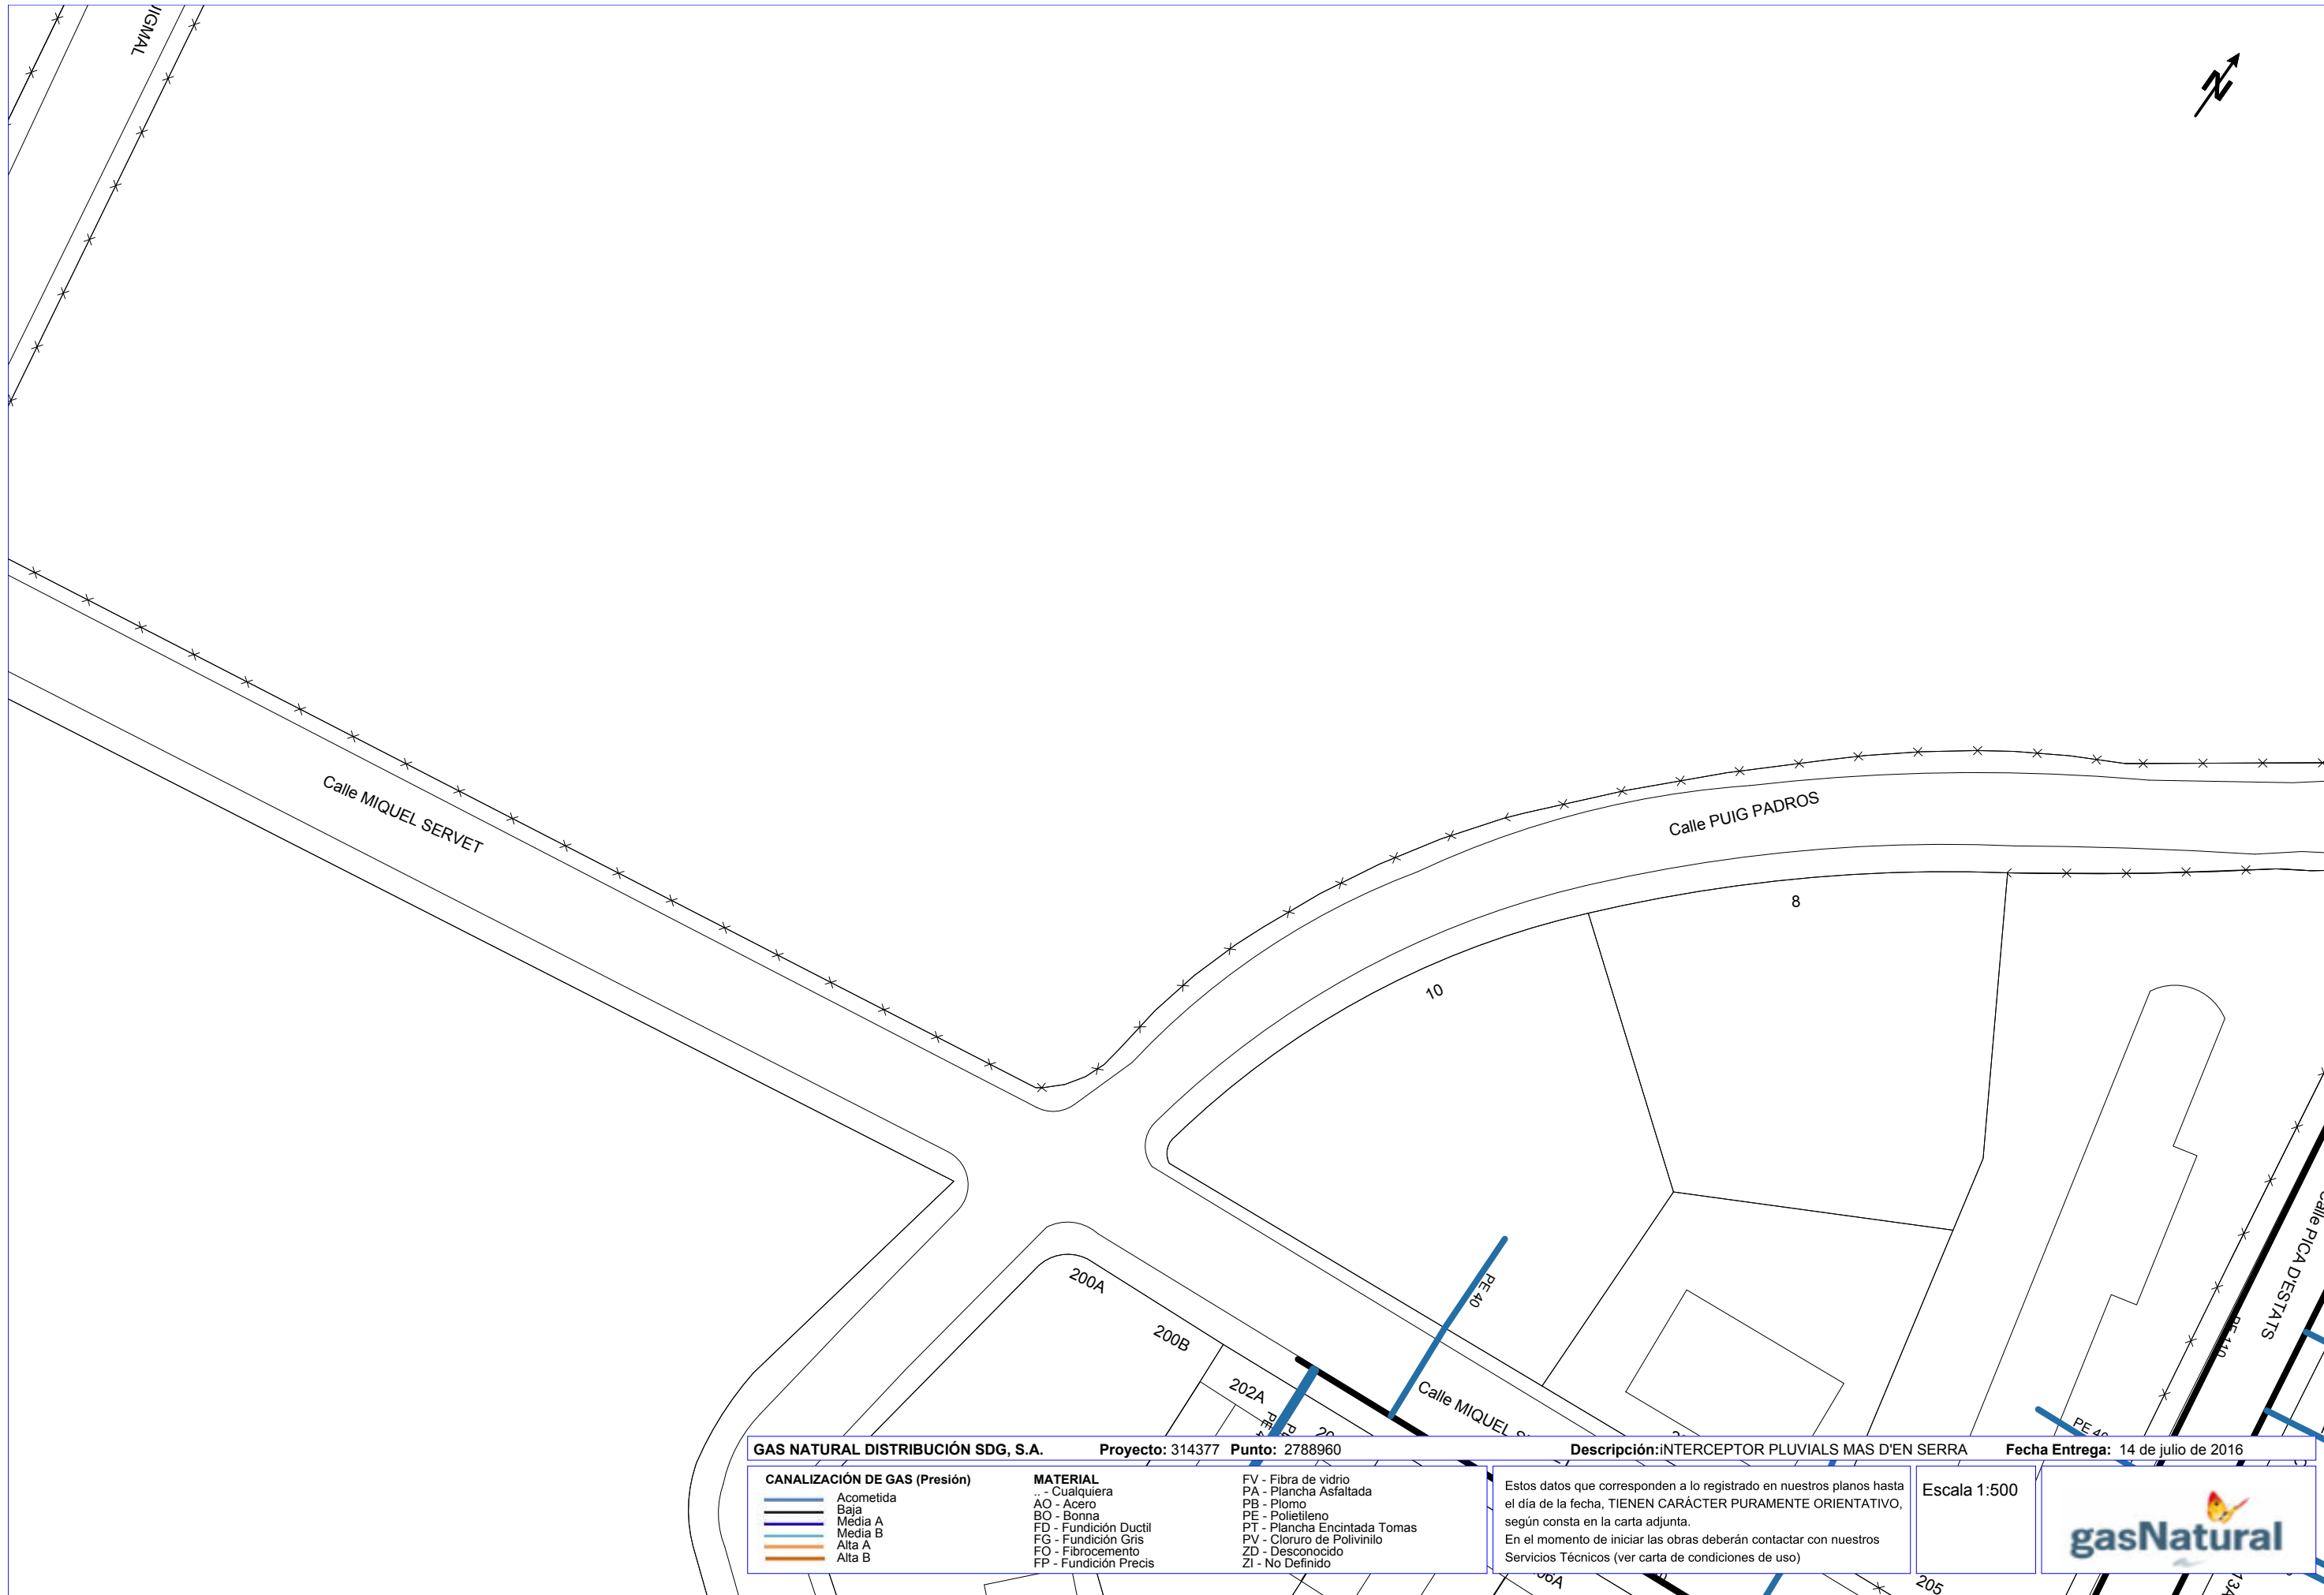 N
Calle MIQUEL SERVET
Calle PUIG PADROS
8
10
200A
200B
202A
PE 40
Calle MIQUEL
Calle PICA D'ESTATS
PE 110
PE 40
GAS NATURAL DISTRIBUCIÓN SDG, S.A. Proyecto: 314377 Punto: 2788960 Descripción:iNTERCEPTOR PLUVIALS MAS D'EN SERRA Fecha Entrega: 14 de julio de 2016
CANALIZACIÓN DE GAS (Presión)
Acometida
Baja
Media A
Media B
Alta A
Alta B
MATERIAL
.. - Cualquiera
AO - Acero
BO - Bonna
FD - Fundición Ductil
FG - Fundición Gris
FO - Fibrocemento
FP - Fundición Precis
FV - Fibra de vidrio
PA - Plancha Asfaltada
PB - Plomo
PE - Polietileno
PT - Plancha Encintada Tomas
PV - Cloruro de Polivinilo
ZD - Desconocido
ZI - No Definido
Estos datos que corresponden a lo registrado en nuestros planos hasta
el día de la fecha, TIENEN CARÁCTER PURAMENTE ORIENTATIVO,
según consta en la carta adjunta.
En el momento de iniciar las obras deberán contactar con nuestros
Servicios Técnicos (ver carta de condiciones de uso)
Escala 1:500
gasNatural
205